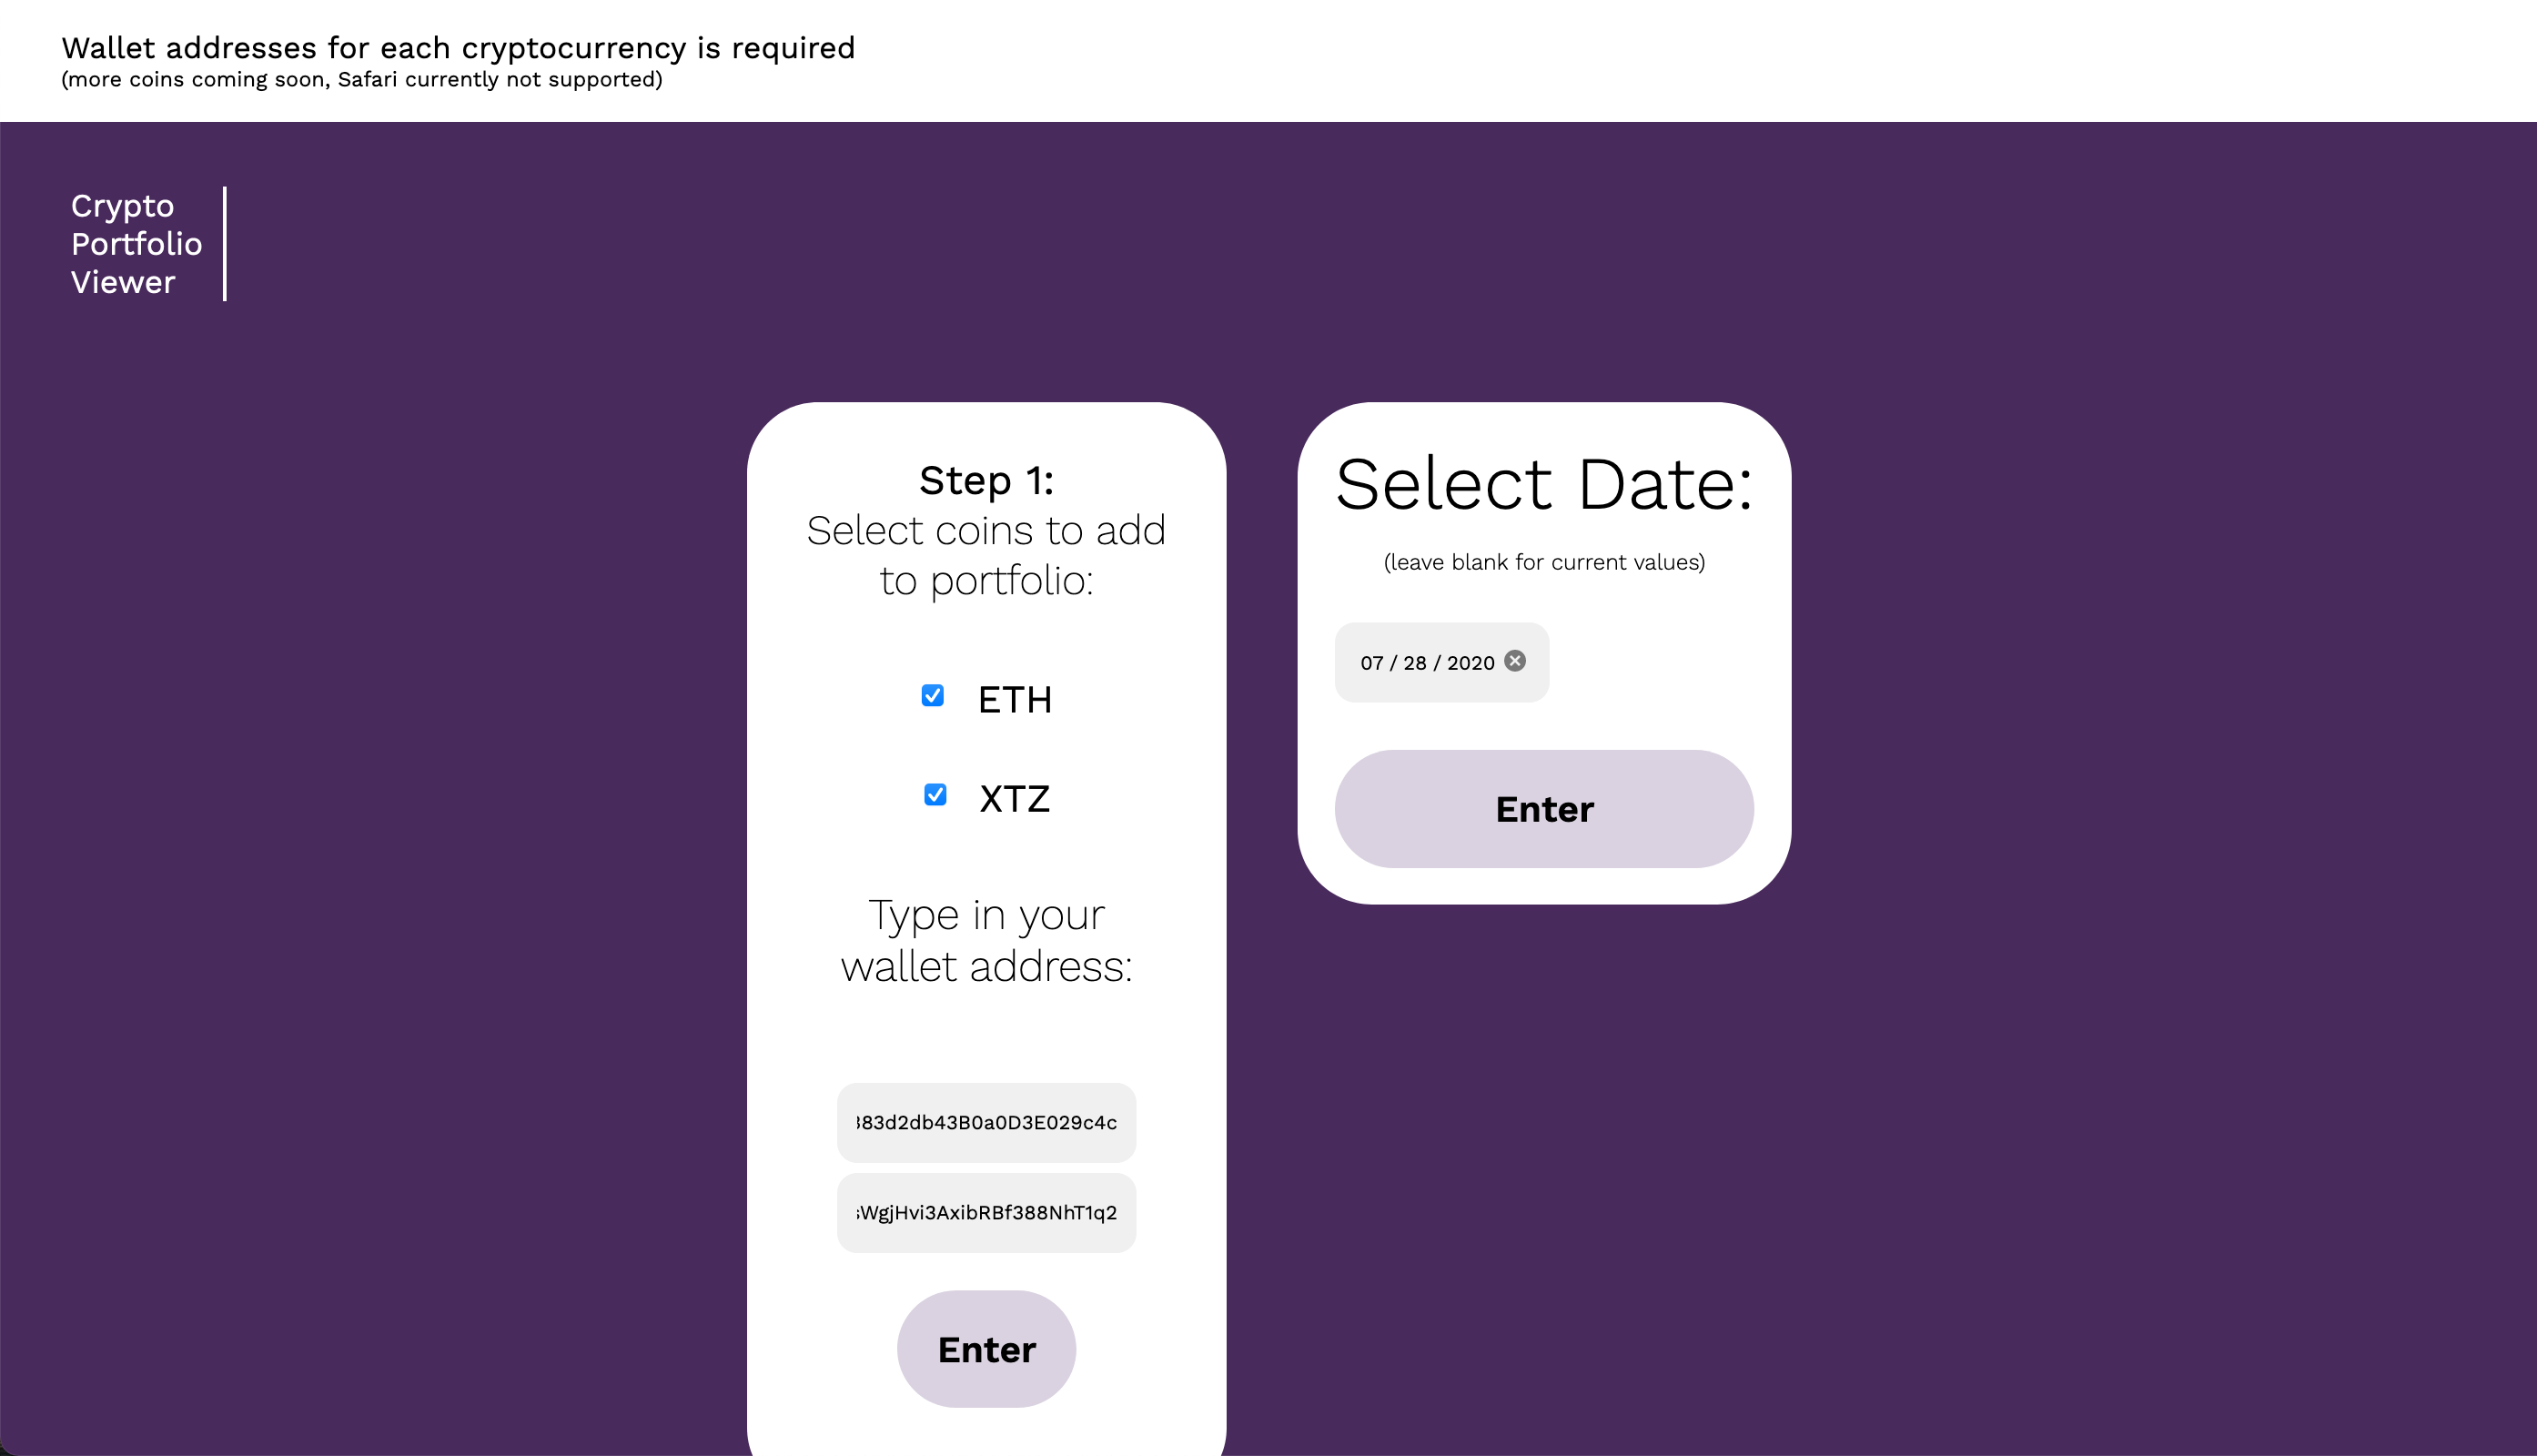 Wallet addresses for each cryptocurrency is required
(more coins coming soon, Safari currently not supported)
Crypto
Portfolio
Viewer
Step 1:
Select coins to add
to portfolio:
ETH
XTZ
Type in your
wallet address:
83d2db43B0a0D3E029c4c
WgjHvi3AxibRBf388NhT1q2
Enter
Select Date:
(leave blank for current values)
07 / 28 / 2020
Enter